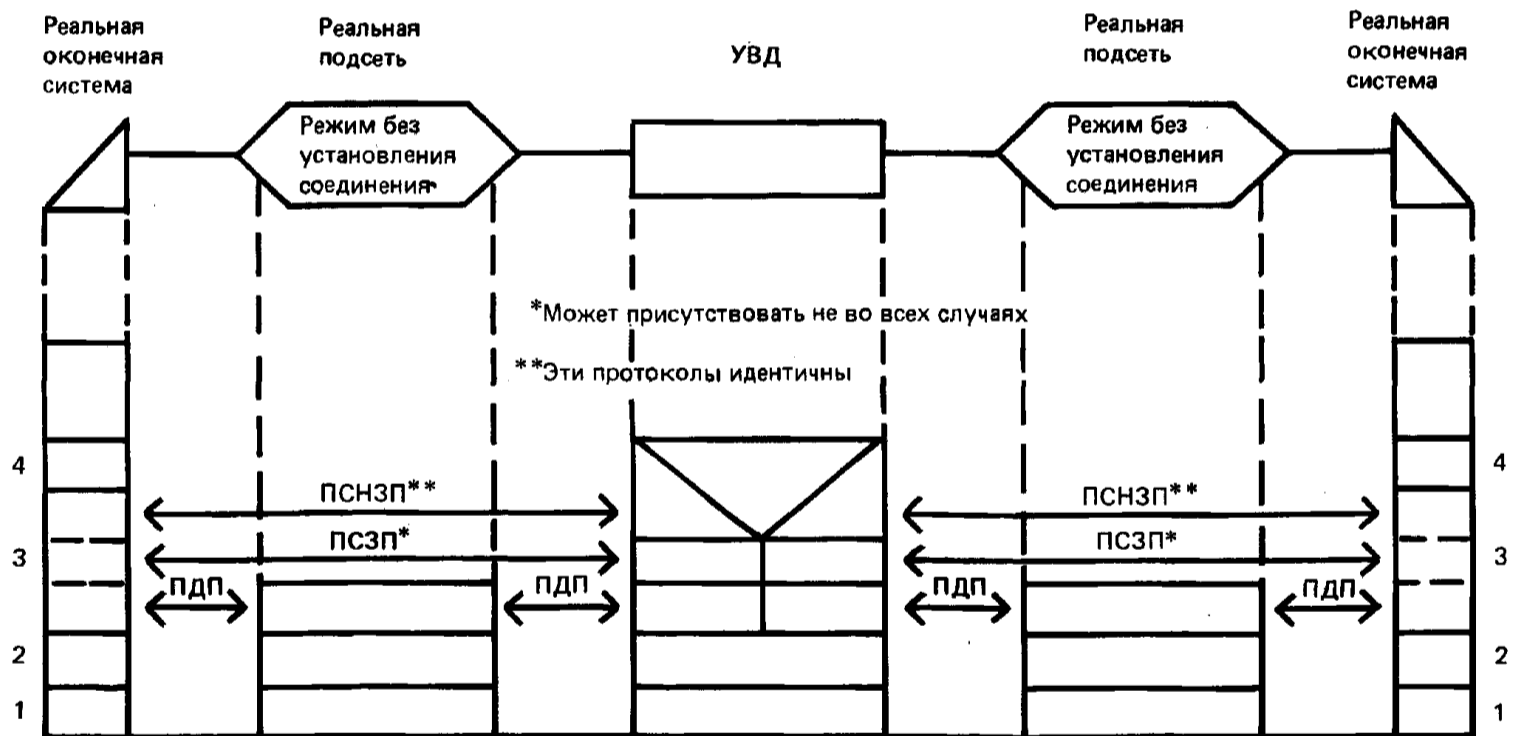 Реальная
оконечная
система
Реальная
подсеть
УВД
Реальная
подсеть
Реальная
оконечная
система
Режим без
установления
соединения
Режим без
установления
соединения
*Может присутствовать не во всех случаях
**Эти протоколы идентичны
4
4
ПСНЗП**
ПСНЗП**
ПСЗП*
ПСЗП*
3
3
ПДП
ПДП
ПДП
ПДП
2
2
1
1